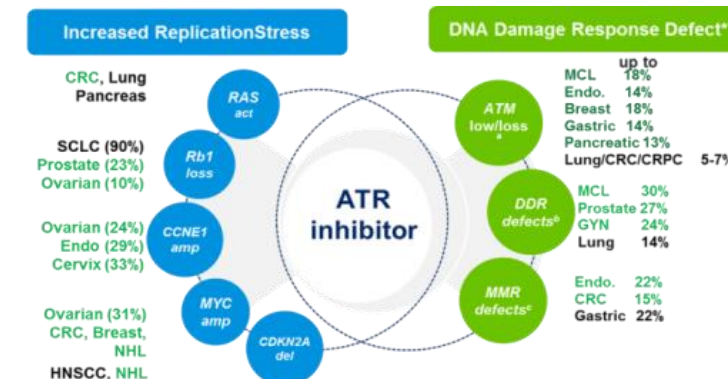 Increased ReplicationStress
DNA Damage Response Defect*
CRC, Lung
Pancreas
RAS
act
SCLC (90%)
Prostate (23%)
Ovarian (10%)
Rb1
loss
Ovarian (24%)
Endo (29%)
Cervix (33%)
CCNE1
amp
Ovarian (31%)
CRC, Breast,
NHL
MYC
amp
HNSCC, NHL
CDKN2A
del
ATR
inhibitor
ATM
low/loss
a
up to
MCL 18%
Endo. 14%
Breast 18%
Gastric 14%
Pancreatic 13%
Lung/CRC/CRPC 5-7%
DDR
defectsᵇ
MCL 30%
Prostate 27%
GYN 24%
Lung 14%
MMR
defectsᶜ
Endo. 22%
CRC 15%
Gastric 22%